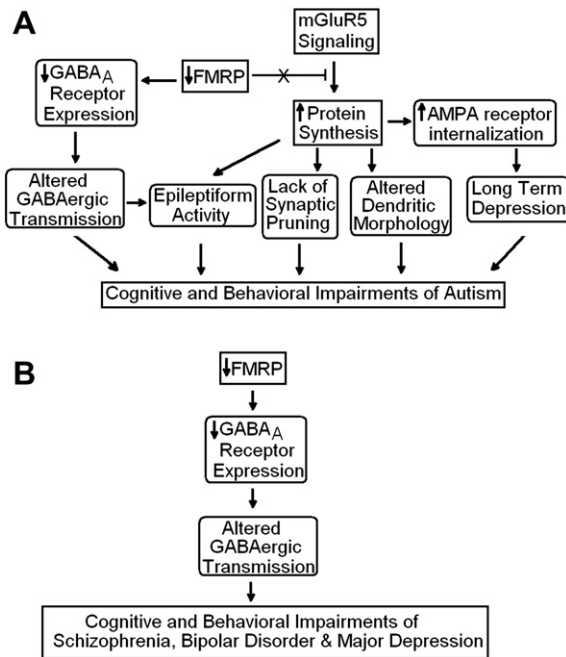 A
mGluR5
Signaling
↓GABAA
Receptor
Expression
↓FMRP
X
↑Protein
Synthesis
↑AMPA receptor
internalization
Altered
GABAergic
Transmission
Epileptiform
Activity
Lack of
Synaptic
Pruning
Altered
Dendritic
Morphology
Long Term
Depression
Cognitive and Behavioral Impairments of Autism
B
↓FMRP
↓GABAA
Receptor
Expression
Altered
GABAergic
Transmission
Cognitive and Behavioral Impairments of
Schizophrenia, Bipolar Disorder & Major Depression